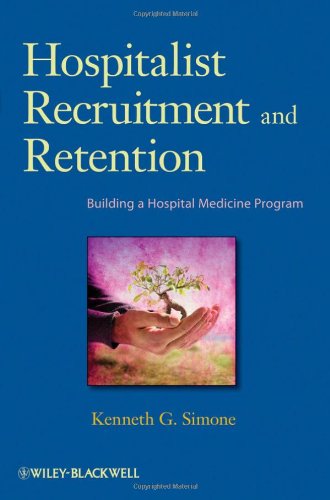 Hospitalist
Recruitment and
Retention
Building a Hospital Medicine Program
Kenneth G. Simone
WILEY-BLACKWELL